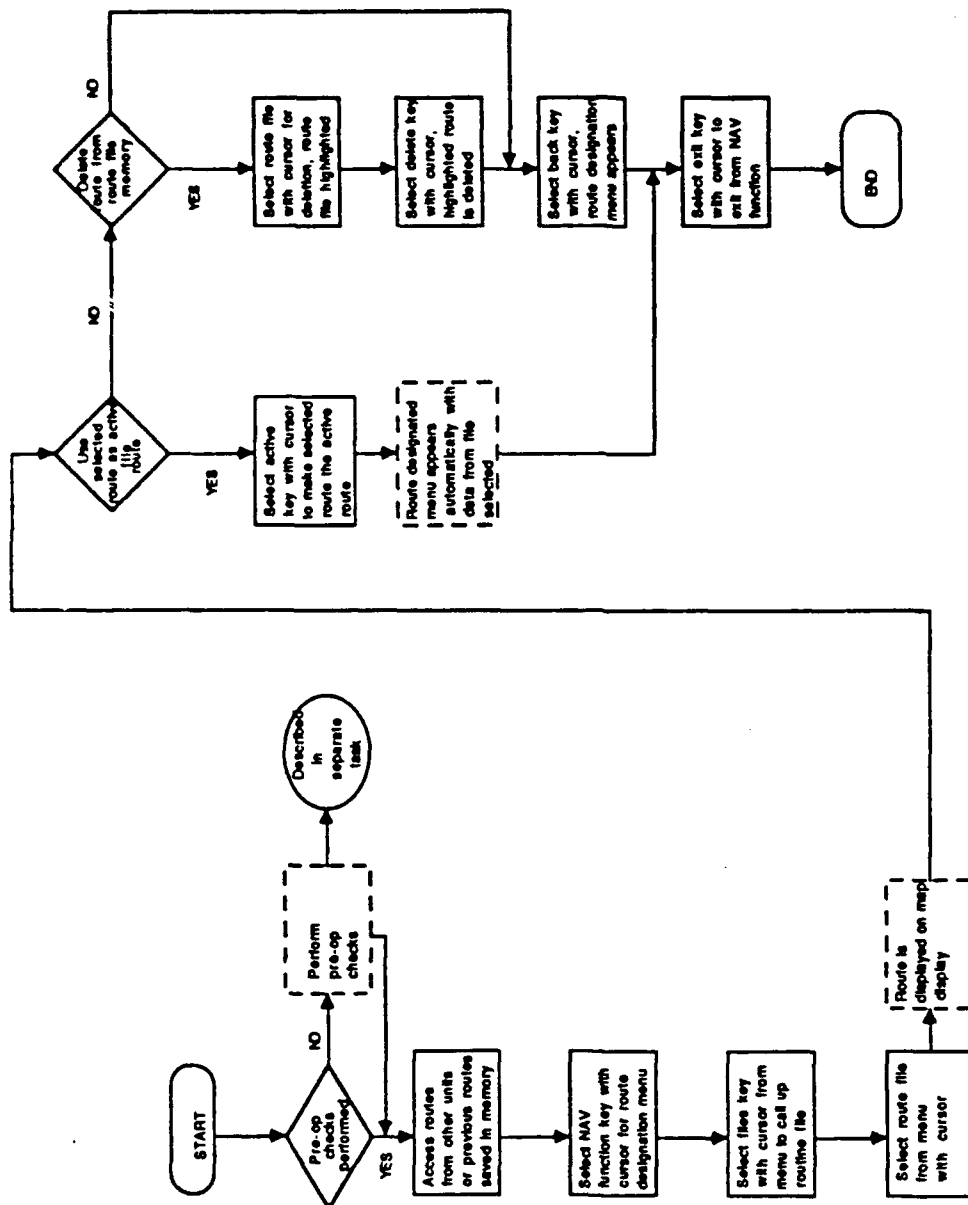 START
Pre-op
checks
performed
NO
YES
Perform
pre-op
checks
Described
in
separate
task
Access routes
from other units
or previous routes
saved in memory
Select NAV
function key with
cursor for route
designation menu
Select files key
with cursor from
menu to call up
routine file
Select route file
from menu
with cursor
Route is
displayed on map
display
Use
selected
route as active
file
route
NO
YES
Select active
key with cursor
to make selected
route the active
route
Route designated
menu appears
automatically with
data from file
selected
Delete
route from
route file
memory
NO
YES
Select route file
with cursor for
deletion, route
file highlighted
Select delete key
with cursor,
highlighted route
is deleted
Select back key
with cursor,
route designation
menu appears
Select exit key
with cursor to
exit from NAV
function
END